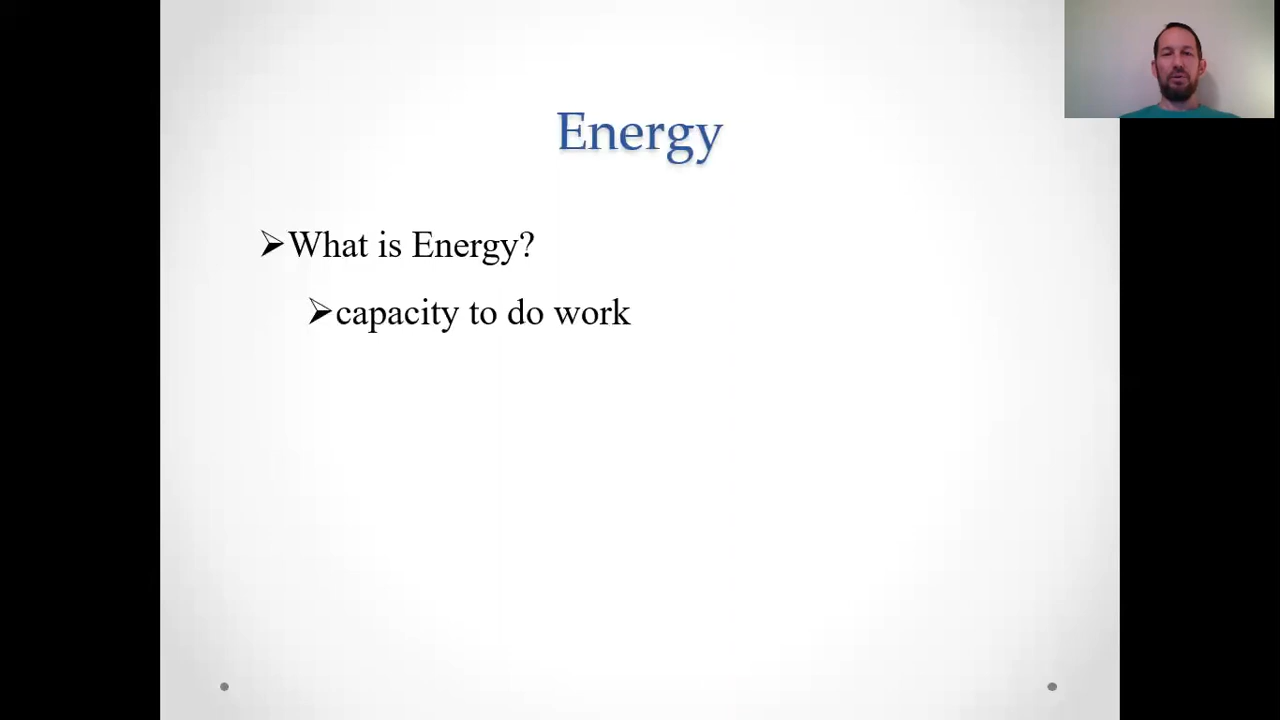 Energy
➢What is Energy?
➢capacity to do work